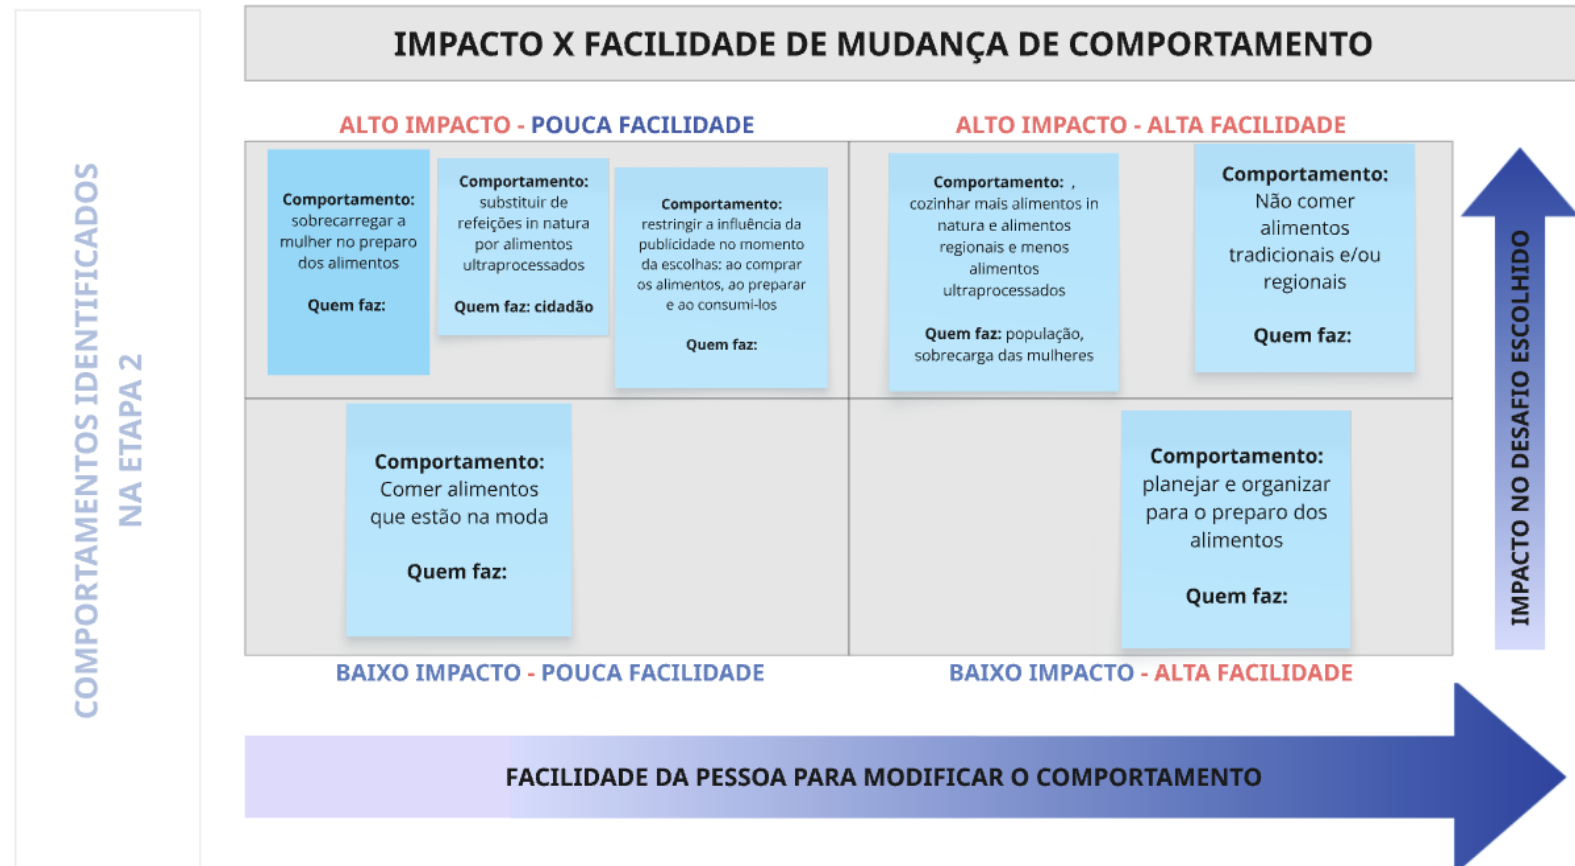 IMPACTO X FACILIDADE DE MUDANÇA DE COMPORTAMENTO
COMPORTAMENTOS IDENTIFICADOS
NA ETAPA 2
ALTO IMPACTO - POUCA FACILIDADE
Comportamento:
sobrecarregar a
mulher no preparo
dos alimentos
Quem faz:
Comportamento:
substituir de
refeições in natura
por alimentos
ultraprocessados
Quem faz: cidadão
Comportamento:
restringir a influência da
publicidade no momento
da escolhas: ao comprar
os alimentos, ao preparar
e ao consumi-los
Quem faz:
ALTO IMPACTO - ALTA FACILIDADE
Comportamento: ,
cozinhar mais alimentos in
natura e alimentos
regionais e menos
alimentos
ultraprocessados
Quem faz: população,
sobrecarga das mulheres
Comportamento:
Não comer
alimentos
tradicionais e/ou
regionais
Quem faz:
Comportamento:
Comer alimentos
que estão na moda
Quem faz:
BAIXO IMPACTO - POUCA FACILIDADE
Comportamento:
planejar e organizar
para o preparo dos
alimentos
Quem faz:
BAIXO IMPACTO - ALTA FACILIDADE
IMPACTO NO DESAFIO ESCOLHIDO
FACILIDADE DA PESSOA PARA MODIFICAR O COMPORTAMENTO